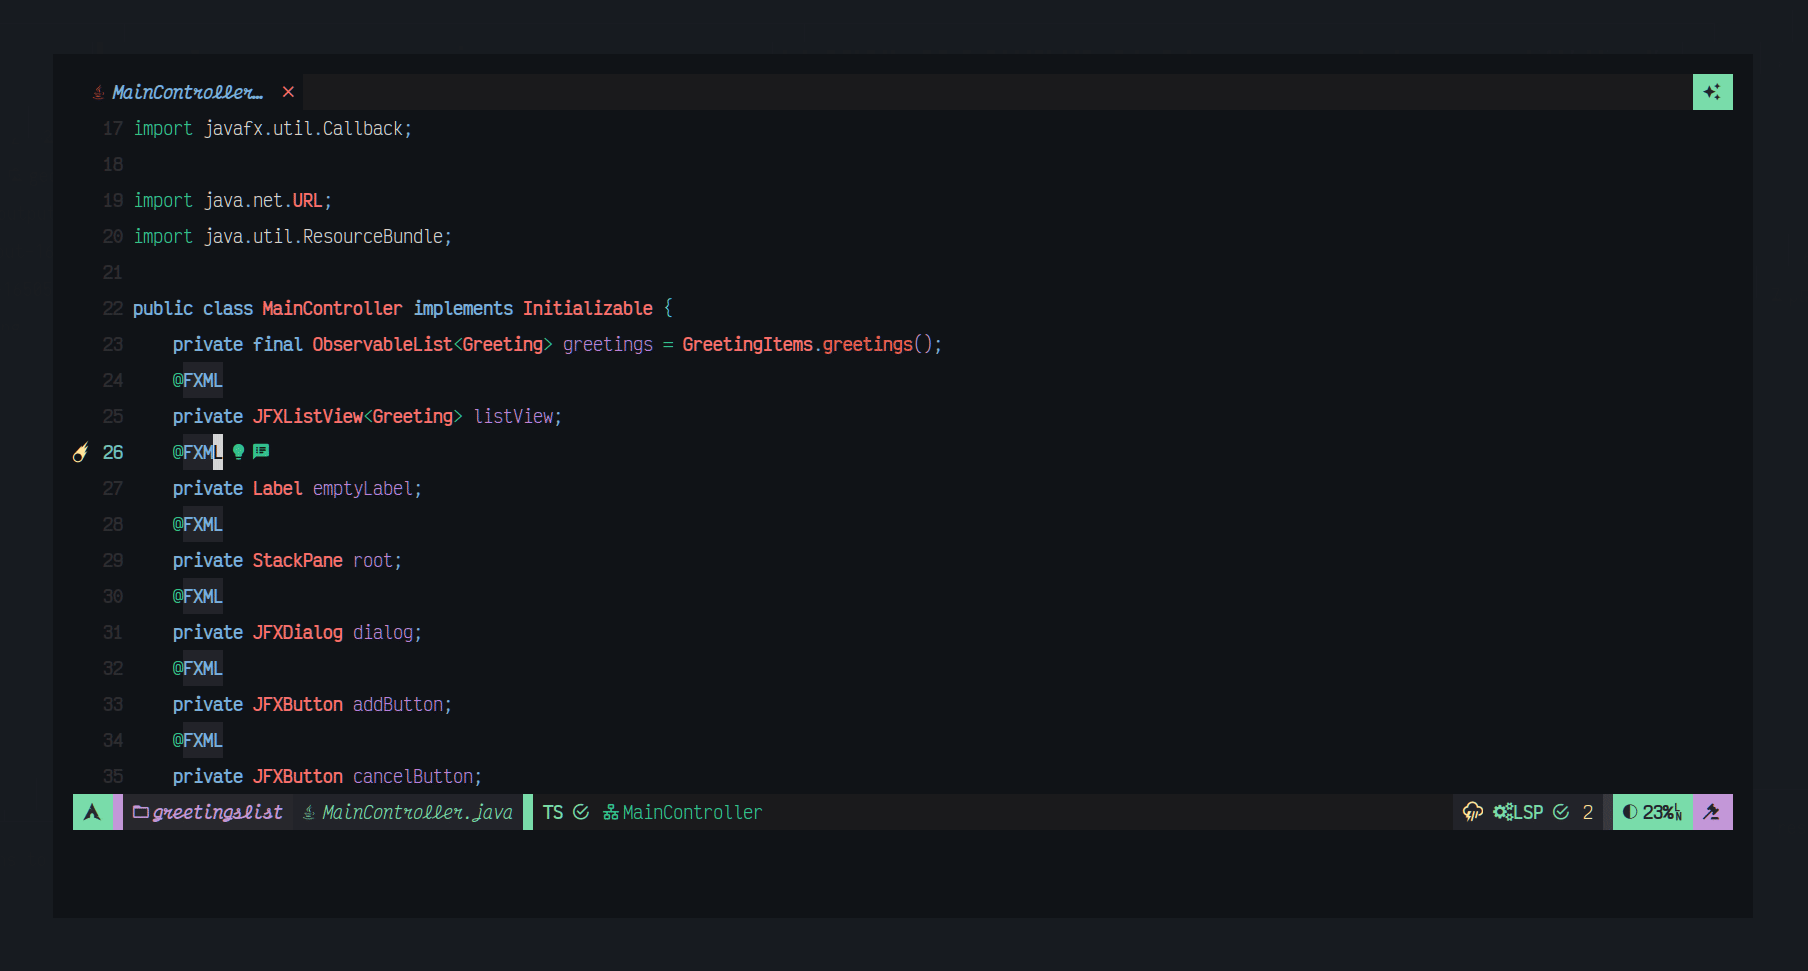 MainController…
17 import javafx.util.Callback;
18
19 import java.net.URL;
20 import java.util.ResourceBundle;
21
22 public class MainController implements Initializable {
23 private final ObservableList<Greeting> greetings = GreetingItems.greetings();
24 @FXML
25 private JFXListView<Greeting> listView;
26 @FXML
27 private Label emptyLabel;
28 @FXML
29 private StackPane root;
30 @FXML
31 private JFXDialog dialog;
32 @FXML
33 private JFXButton addButton;
34 @FXML
35 private JFXButton cancelButton;
greetingslist MainController.java TS MainController LSP 2 23% LN